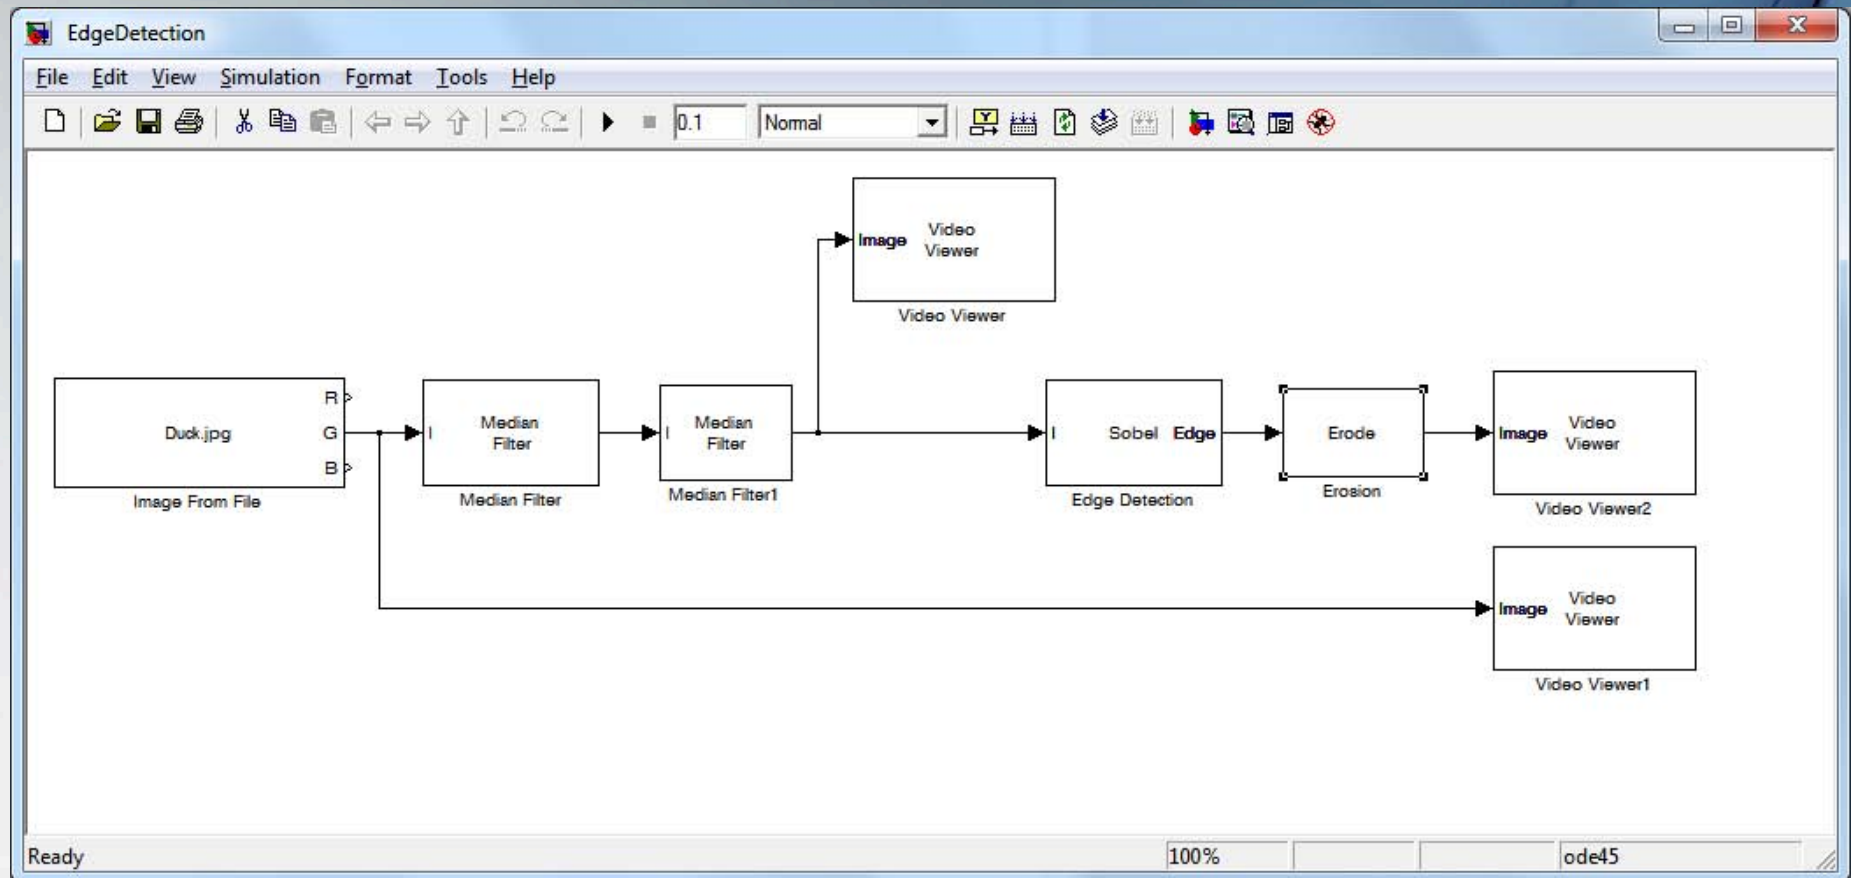 EdgeDetection
File Edit View Simulation Format Tools Help
0.1 Normal
Image Video
Viewer
Video Viewer
Duck.jpg
R
G
B
Image From File
I Median
Filter
Median Filter
I Median
Filter
Median Filter1
I Sobel Edge
Edge Detection
Erode
Erosion
Image Video
Viewer
Video Viewer2
Image Video
Viewer
Video Viewer1
Ready 100% ode45